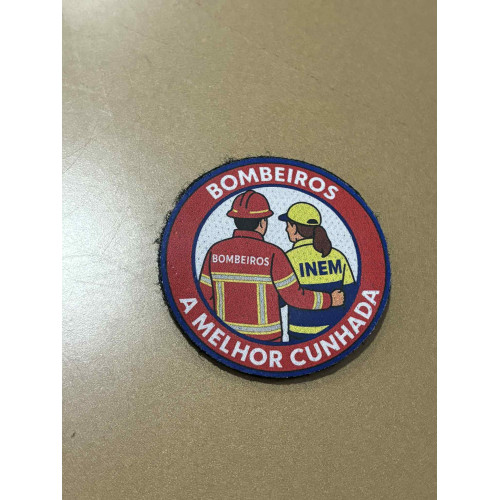 BOMBEIROS
BOMBEIROS
INEM
A MELHOR CUNHADA